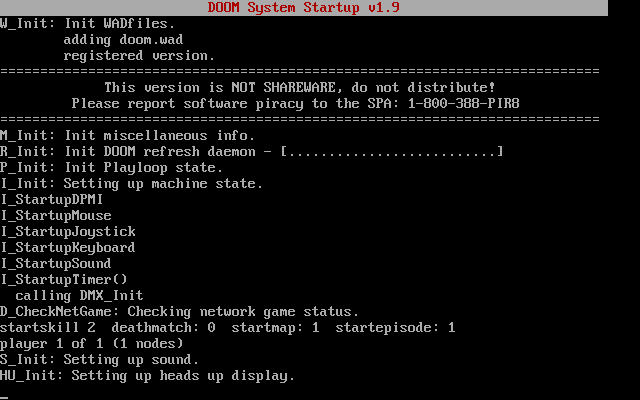 DOOM System Startup v1.9
W_Init: Init WADfiles.
        adding doom.wad
        registered version.
===========================================================================
             This version is NOT SHAREWARE, do not distribute!
         Please report software piracy to the SPA: 1-800-388-PIR8
===========================================================================
M_Init: Init miscellaneous info.
R_Init: Init DOOM refresh daemon - [..........................]
P_Init: Init Playloop state.
I_Init: Setting up machine state.
I_StartupDPMI
I_StartupMouse
I_StartupJoystick
I_StartupKeyboard
I_StartupSound
I_StartupTimer()
  calling DMX_Init
D_CheckNetGame: Checking network game status.
startskill 2  deathmatch: 0  startmap: 1  startepisode: 1
player 1 of 1 (1 nodes)
S_Init: Setting up sound.
HU_Init: Setting up heads up display.
_